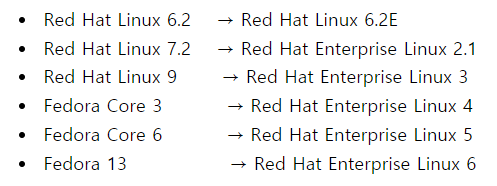 • Red Hat Linux 6.2 → Red Hat Linux 6.2E
• Red Hat Linux 7.2 → Red Hat Enterprise Linux 2.1
• Red Hat Linux 9 → Red Hat Enterprise Linux 3
• Fedora Core 3 → Red Hat Enterprise Linux 4
• Fedora Core 6 → Red Hat Enterprise Linux 5
• Fedora 13 → Red Hat Enterprise Linux 6